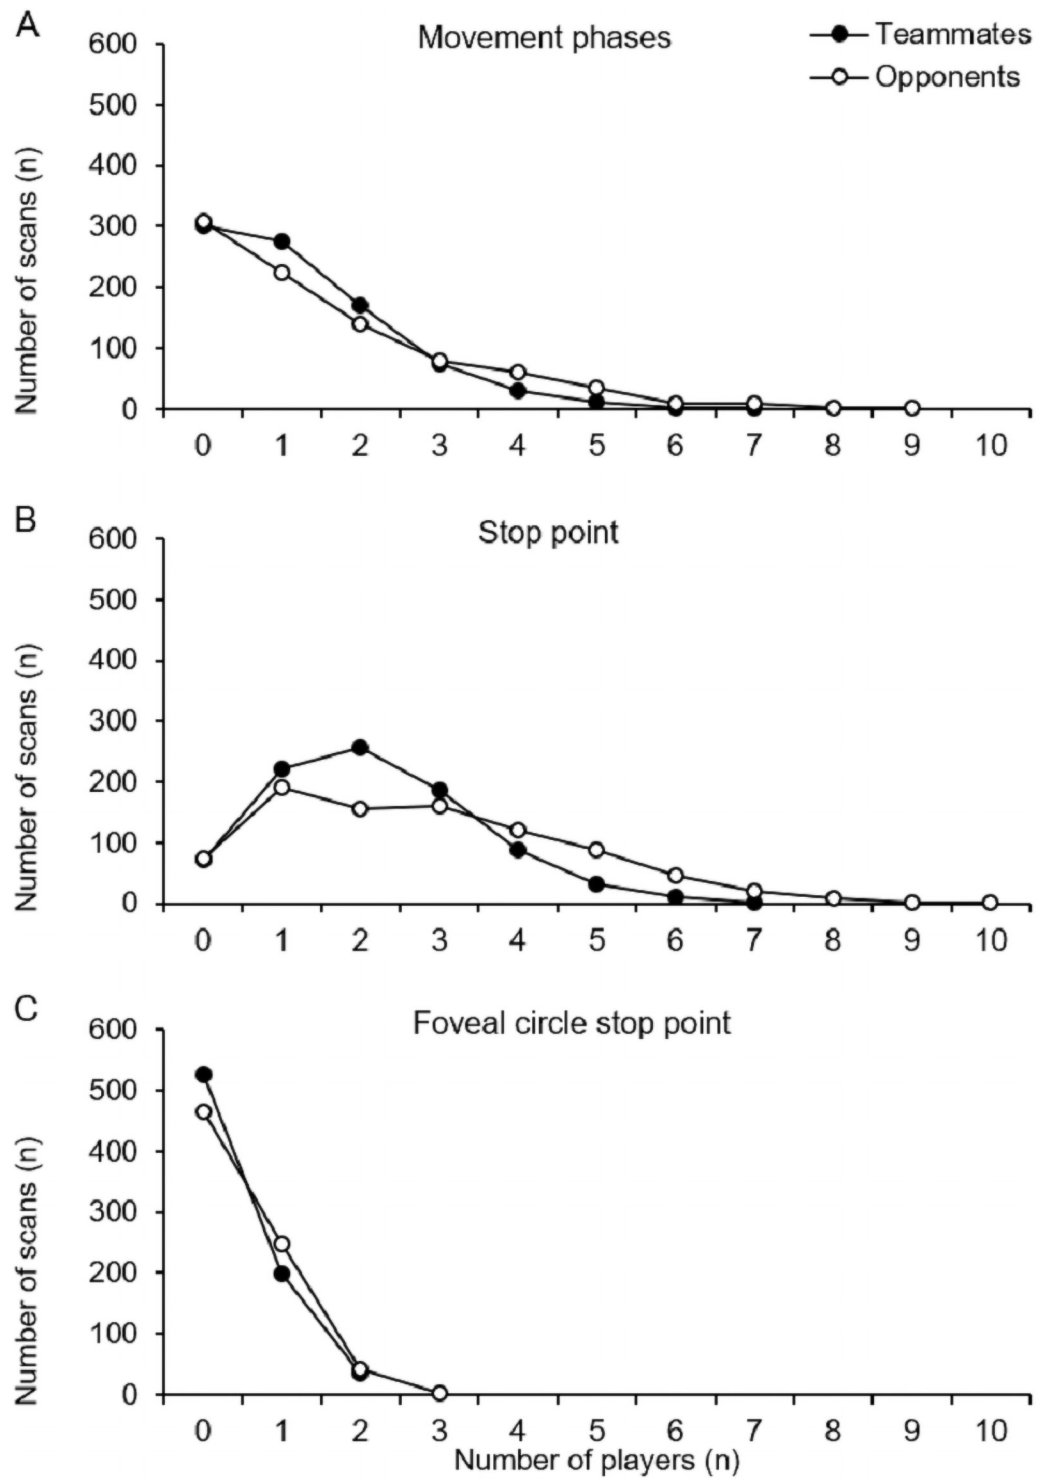 A
Movement phases
Teammates
Opponents
Number of scans (n)
600
500
400
300
200
100
0
0 1 2 3 4 5 6 7 8 9 10
B
Stop point
Number of scans (n)
600
500
400
300
200
100
0
0 1 2 3 4 5 6 7 8 9 10
C
Foveal circle stop point
Number of scans (n)
600
500
400
300
200
100
0
0 1 2 3 4 5 6 7 8 9 10
Number of players (n)